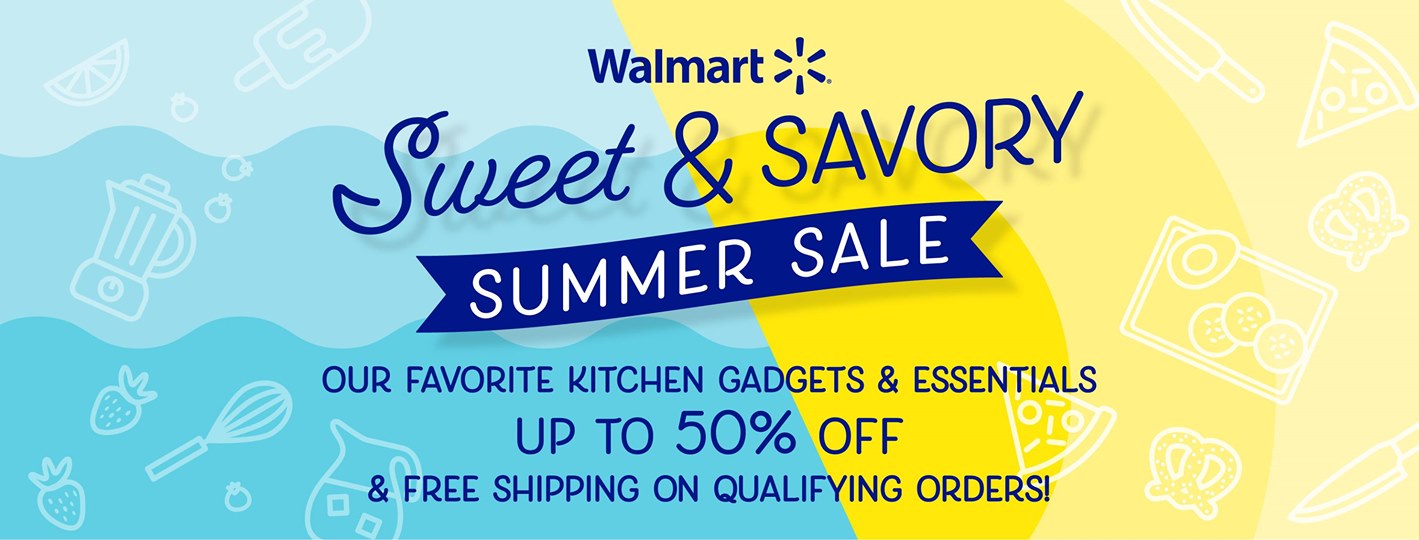 Walmart
Sweet & SAVORY
SUMMER SALE
OUR FAVORITE KITCHEN GADGETS & ESSENTIALS
UP TO 50% OFF
& FREE SHIPPING ON QUALIFYING ORDERS!